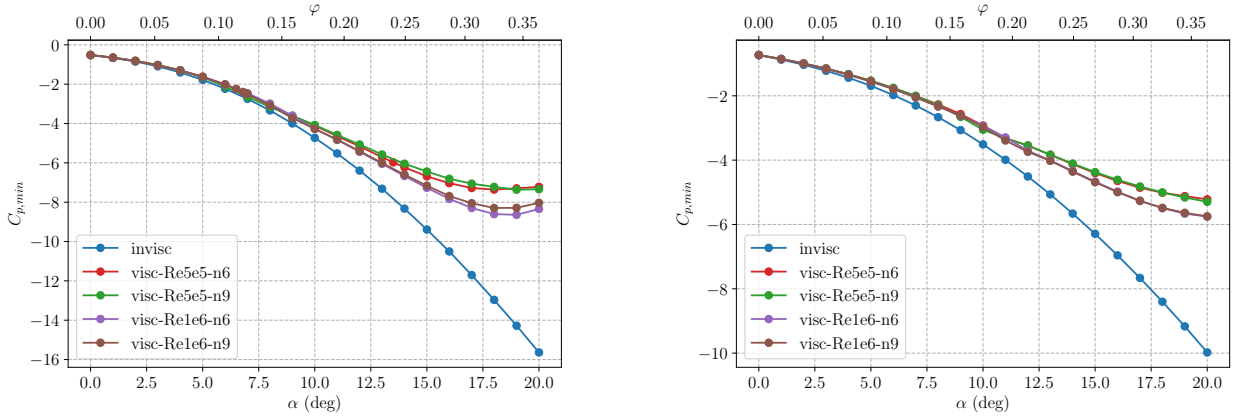 φ
0.00 0.05 0.10 0.15 0.20 0.25 0.30 0.35
0
−2
−4
−6
−8
−10
−12
−14
−16
C_{p,min}
invisc
visc-Re5e5-n6
visc-Re5e5-n9
visc-Re1e6-n6
visc-Re1e6-n9
0.0 2.5 5.0 7.5 10.0 12.5 15.0 17.5 20.0
α (deg)
φ
0.00 0.05 0.10 0.15 0.20 0.25 0.30 0.35
−2
−4
−6
−8
−10
C_{p,min}
invisc
visc-Re5e5-n6
visc-Re5e5-n9
visc-Re1e6-n6
visc-Re1e6-n9
0.0 2.5 5.0 7.5 10.0 12.5 15.0 17.5 20.0
α (deg)